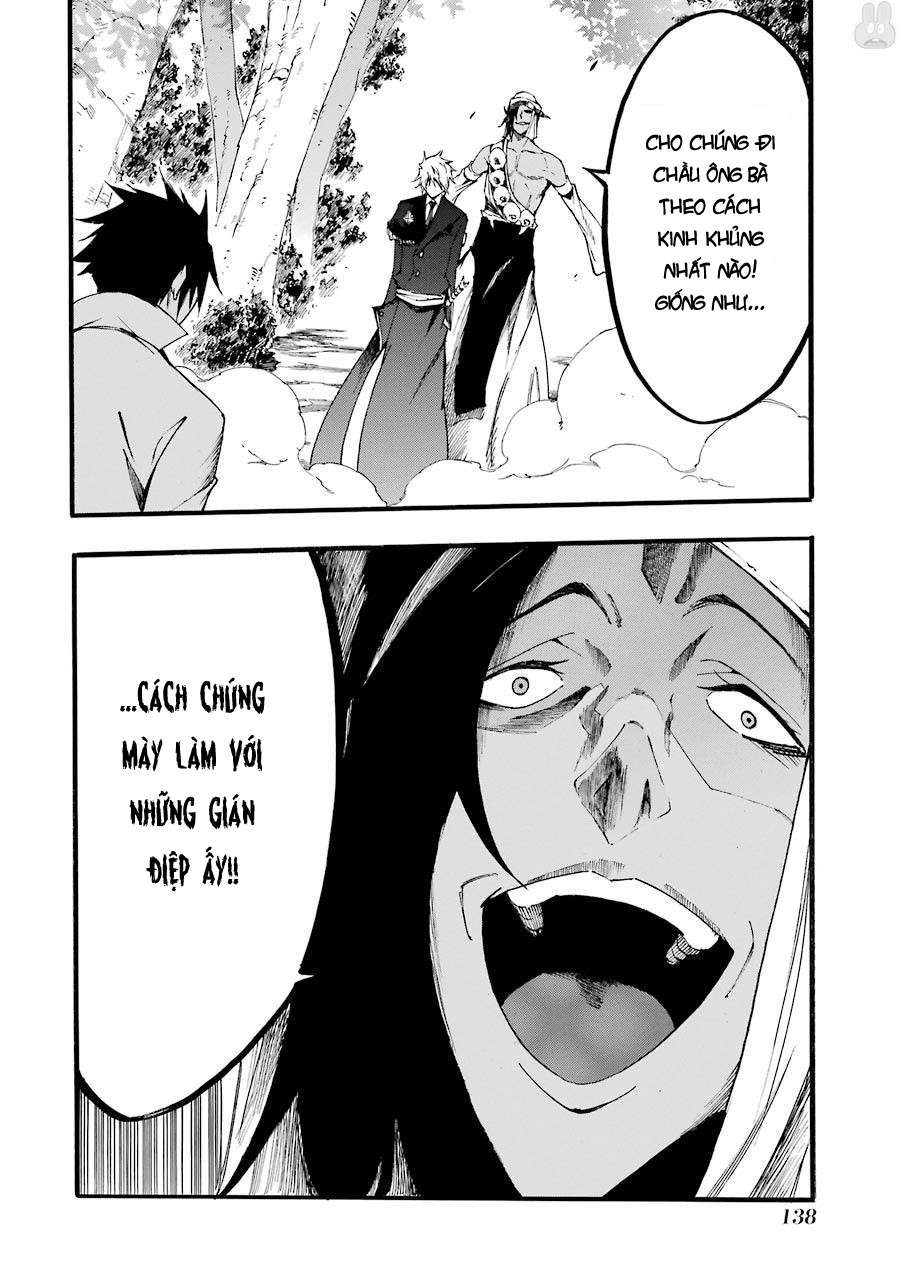 CHO CHÚNG ĐI
CHẦU ÔNG BÀ
THEO CÁCH
KINH KHỦNG
NHẤT NÀO!
GIỐNG NHƯ...
...CÁCH CHÚNG
MÀY LÀM VỚI
NHỮNG GIÁN
ĐIỆP ẤY!!
138